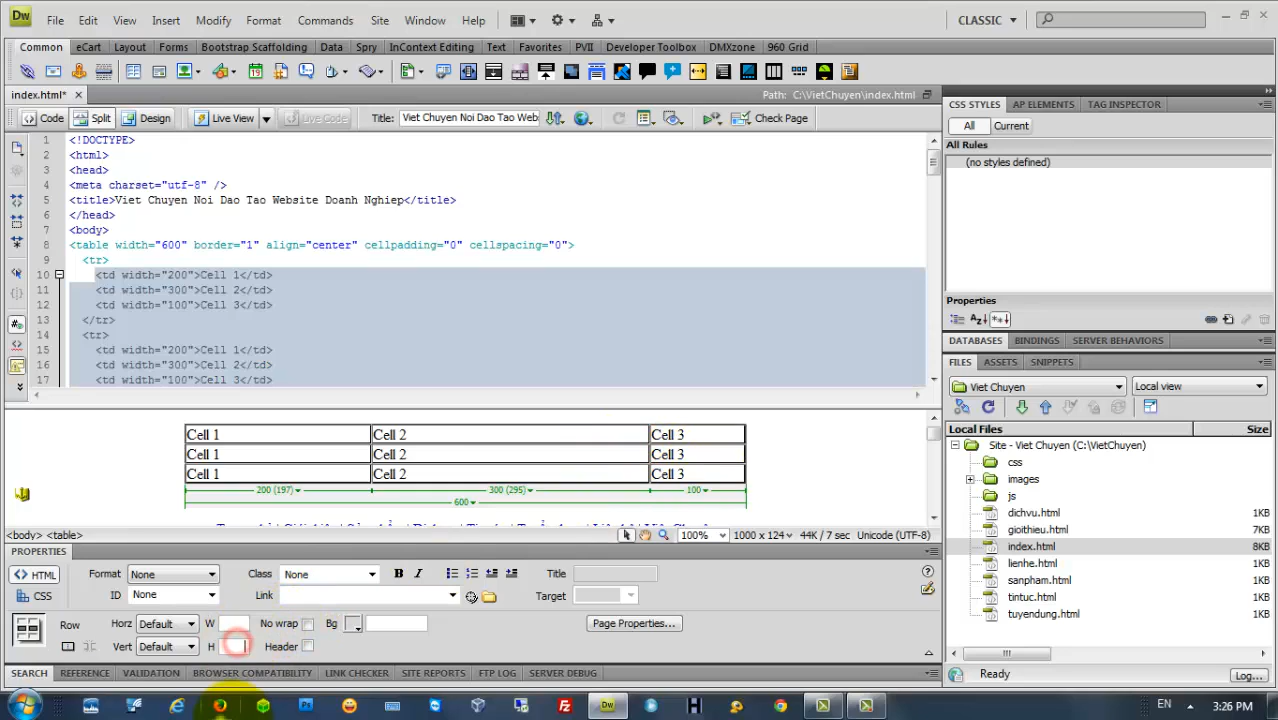 Dw File Edit View Insert Modify Format Commands Site Window Help CLASSIC
Common eCart Layout Forms Bootstrap Scaffolding Data Spry InContext Editing Text Favorites PVII Developer Toolbox DMXzone 960 Grid
index.html* Path: C:\VietChuyen\index.html
Code Split Design Live View Live Code Title: Viet Chuyen Noi Dao Tao Web Check Page
1 <!DOCTYPE>
2 <html>
3 <head>
4 <meta charset="utf-8" />
5 <title>Viet Chuyen Noi Dao Tao Website Doanh Nghiep</title>
6 </head>
7 <body>
8 <table width="600" border="1" align="center" cellpadding="0" cellspacing="0">
9 <tr>
10 <td width="200">Cell 1</td>
11 <td width="300">Cell 2</td>
12 <td width="100">Cell 3</td>
13 </tr>
14 <tr>
15 <td width="200">Cell 1</td>
16 <td width="300">Cell 2</td>
17 <td width="100">Cell 3</td>
Cell 1 Cell 2 Cell 3
Cell 1 Cell 2 Cell 3
Cell 1 Cell 2 Cell 3
200 (197) 300 (295) 100
600
<body> <table> 100% 1000 x 124 44K / 7 sec Unicode (UTF-8)
PROPERTIES
HTML Format None Class None B I Title
CSS ID None Link Target
Row Horz Default W No wrap Bg Page Properties...
Vert Default H Header
SEARCH REFERENCE VALIDATION BROWSER COMPATIBILITY LINK CHECKER SITE REPORTS FTP LOG SERVER DEBUG
CSS STYLES AP ELEMENTS TAG INSPECTOR
All Current
All Rules
(no styles defined)
Properties
DATABASES BINDINGS SERVER BEHAVIORS
FILES ASSETS SNIPPETS
Viet Chuyen Local view
Local Files Size
Site - Viet Chuyen (C:\VietChuyen)
css
images
js
dichvu.html 1KB
gioithieu.html 7KB
index.html 8KB
lienhe.html 1KB
sanpham.html 1KB
tintuc.html 1KB
tuyendung.html 1KB
Ready Log...
EN 3:26 PM